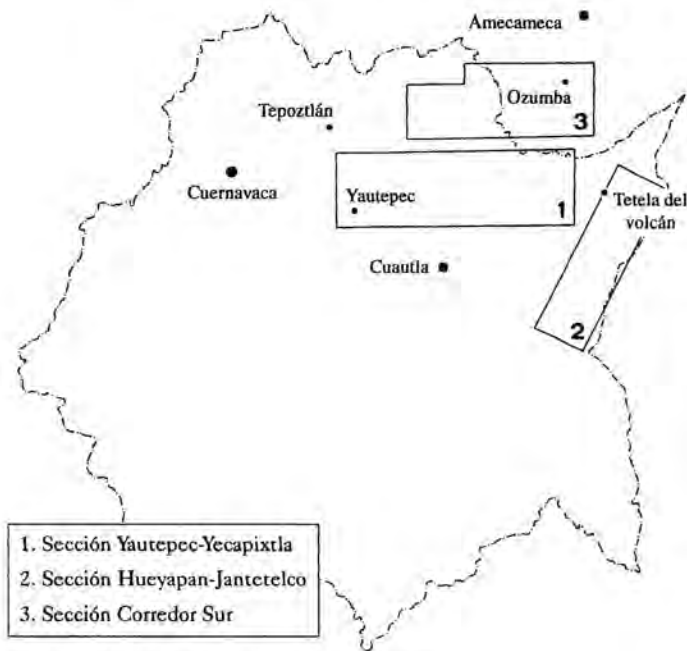 Amecameca
Ozumba
3
Tepoztlán
Cuernavaca
Yautepec
1
Tetela del
volcán
Cuautla
2
1. Sección Yautepec-Yecapixtla
2. Sección Hueyapan-Jantetelco
3. Sección Corredor Sur